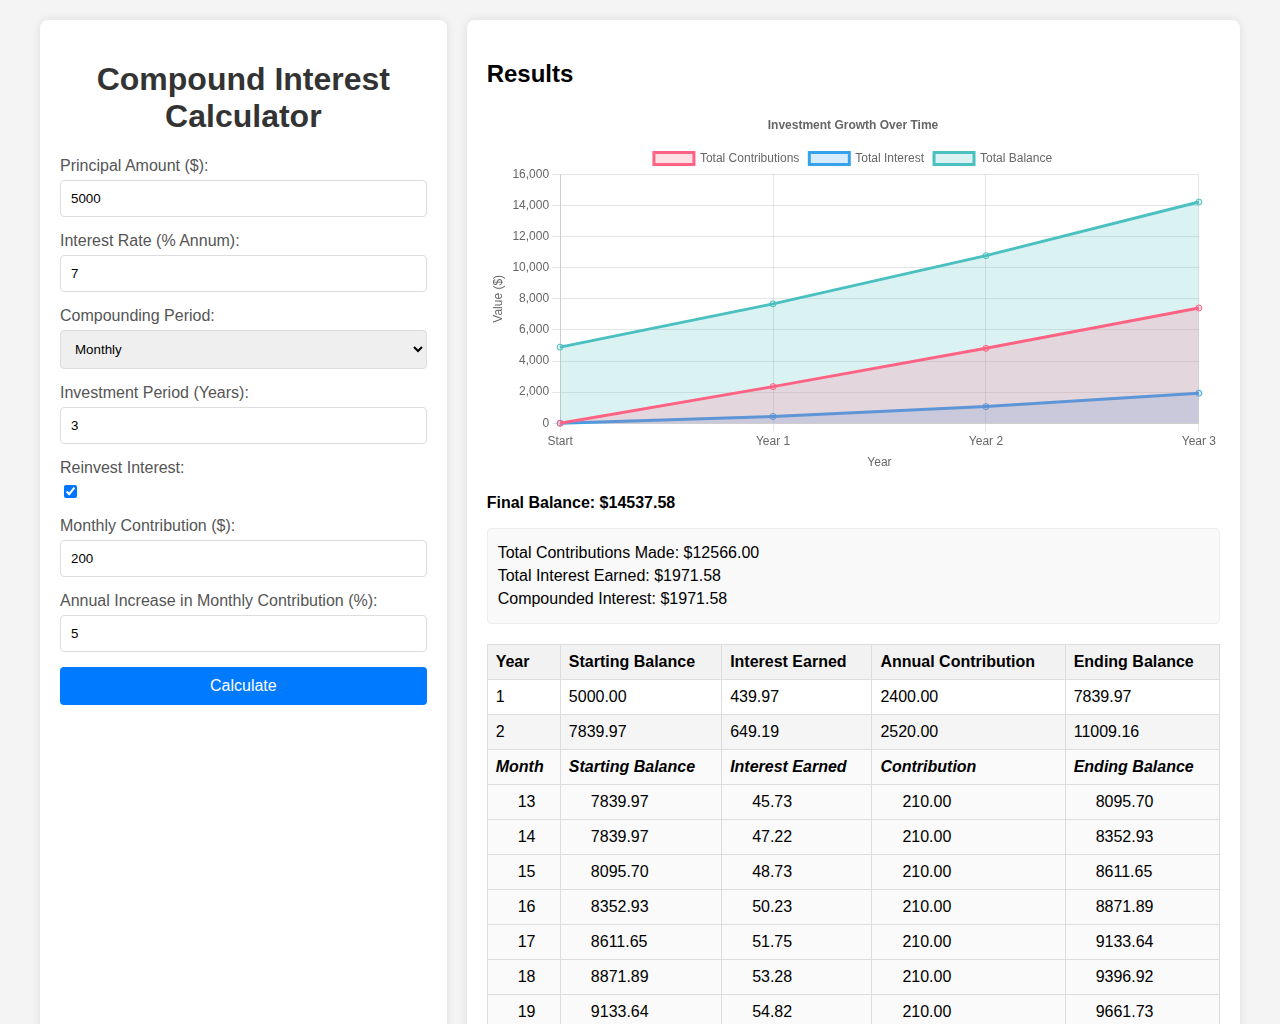 Compound Interest
Calculator
Principal Amount ($):
5000
Interest Rate (% Annum):
7
Compounding Period:
Monthly
Investment Period (Years):
3
Reinvest Interest:
Monthly Contribution ($):
200
Annual Increase in Monthly Contribution (%):
5
Calculate
Results
Investment Growth Over Time
Total Contributions Total Interest Total Balance
16,000
14,000
12,000
10,000
8,000
6,000
4,000
2,000
0
Value ($)
Start Year 1 Year 2 Year 3
Year
Final Balance: $14537.58
Total Contributions Made: $12566.00
Total Interest Earned: $1971.58
Compounded Interest: $1971.58
Year Starting Balance Interest Earned Annual Contribution Ending Balance
1 5000.00 439.97 2400.00 7839.97
2 7839.97 649.19 2520.00 11009.16
Month Starting Balance Interest Earned Contribution Ending Balance
13 7839.97 45.73 210.00 8095.70
14 7839.97 47.22 210.00 8352.93
15 8095.70 48.73 210.00 8611.65
16 8352.93 50.23 210.00 8871.89
17 8611.65 51.75 210.00 9133.64
18 8871.89 53.28 210.00 9396.92
19 9133.64 54.82 210.00 9661.73